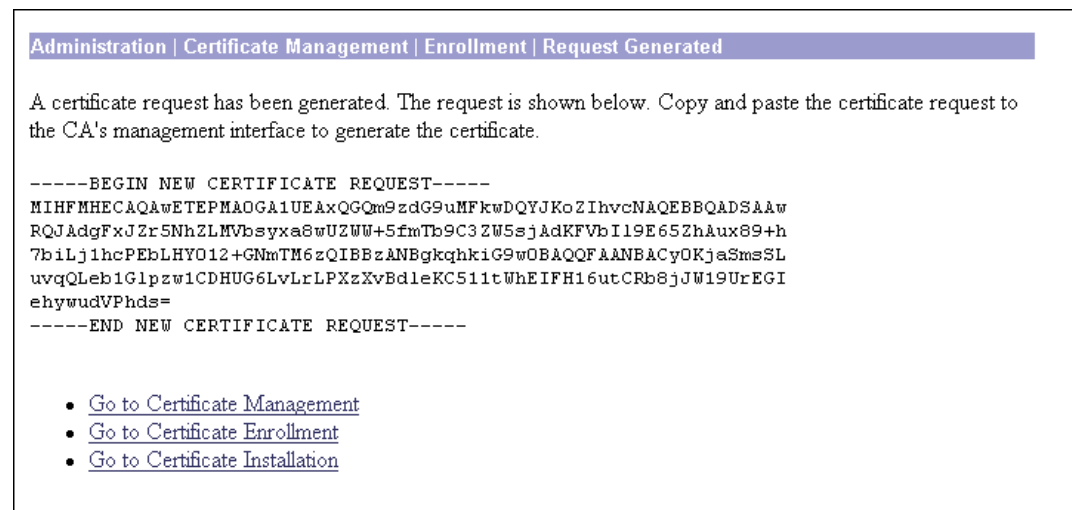 Administration | Certificate Management | Enrollment | Request Generated
A certificate request has been generated. The request is shown below. Copy and paste the certificate request to
the CA's management interface to generate the certificate.
-----BEGIN NEW CERTIFICATE REQUEST-----
MIHFMHECAQAwETEPMA0GA1UEAxQGQm9zdG9uMFkwDQYJKoZIhvcNAQEBBQADSAAw
RQJAdgFxJZr5NhZLMVbsyxa8wUZWW+5fmTb9C3ZW5sjAdKFVbIl9E65ZhAux89+h
7biLj1hcPEbLHYO12+GNmTM6zQIBBzANBgkqhkiG9w0BAQQFAANBACyOKjaSmsSL
uvqQLeb1Glpzw1CDHUG6LvLrLPXzXvBdleKC511tWhEIFH16utCRb8jJW19UrEGI
ehywudVPhds=
-----END NEW CERTIFICATE REQUEST-----
• Go to Certificate Management
• Go to Certificate Enrollment
• Go to Certificate Installation